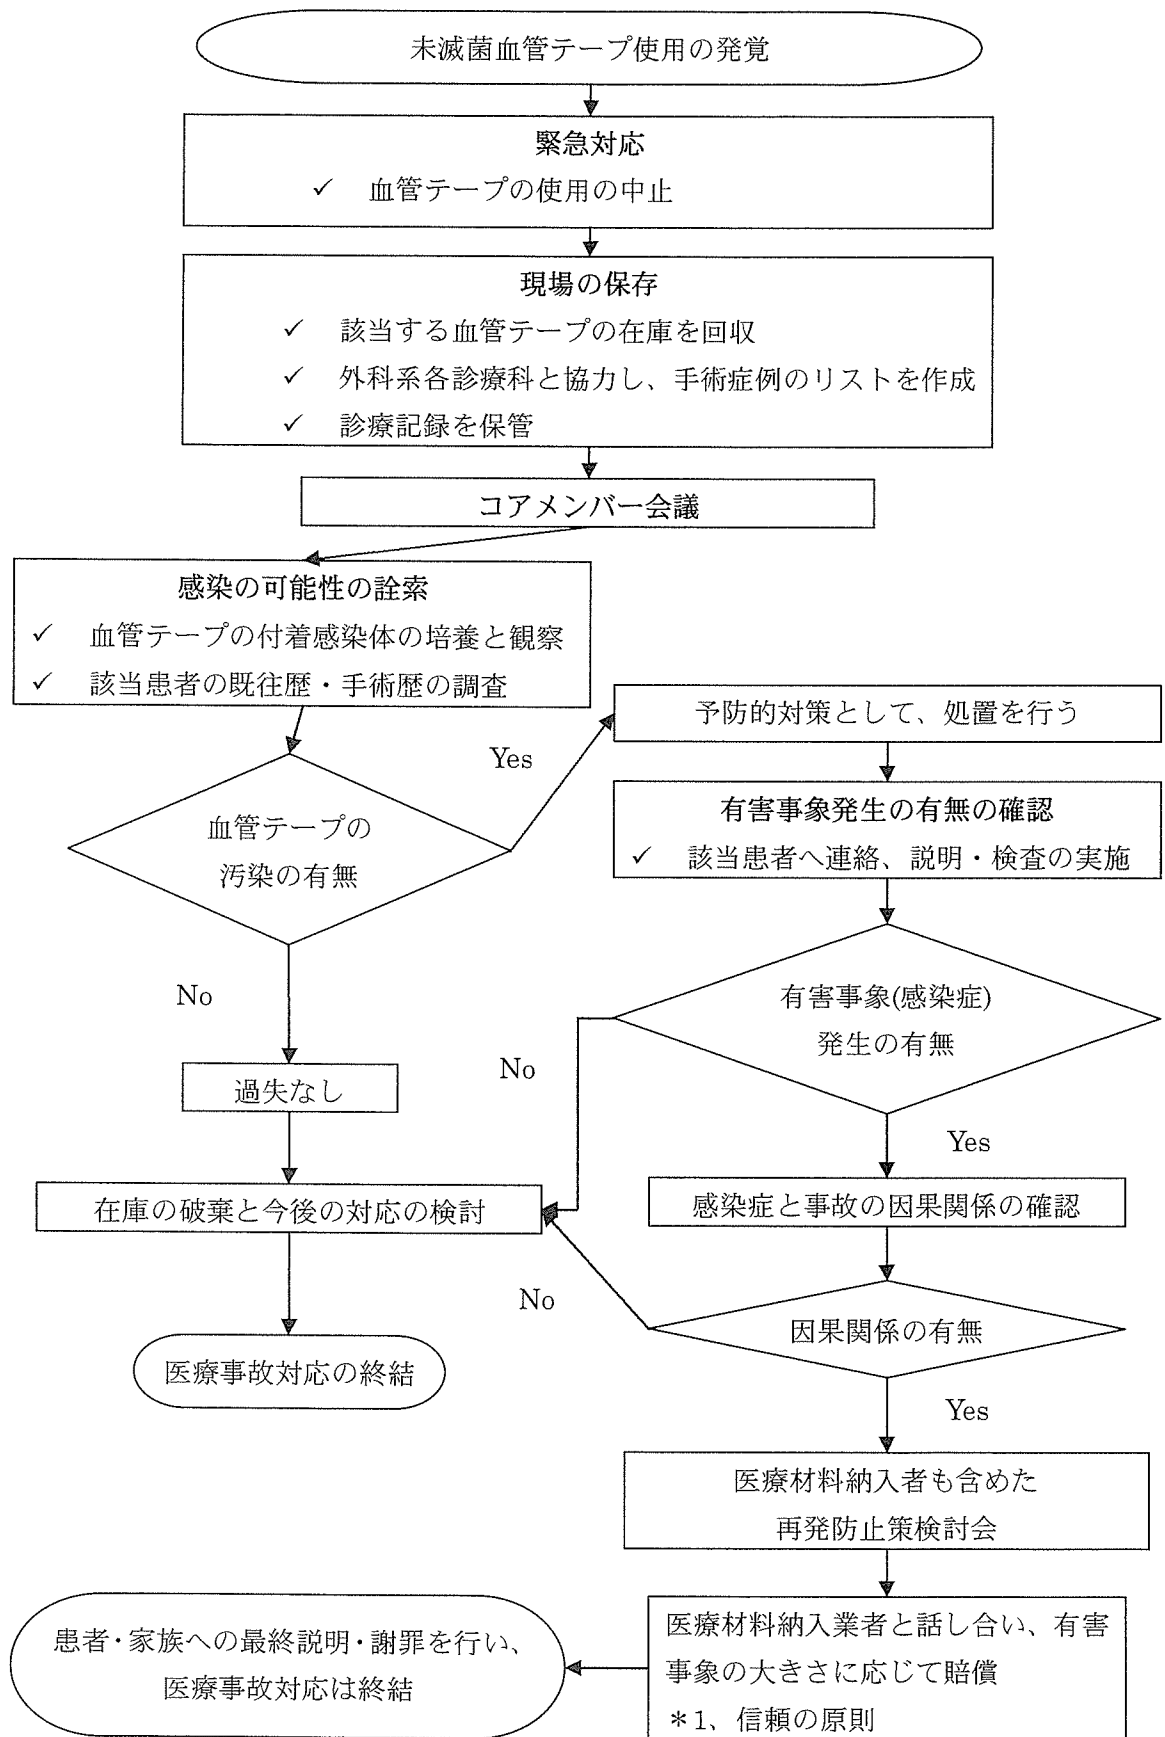 未滅菌血管テープ使用の発覚
緊急対応
✓ 血管テープの使用の中止
現場の保存
✓ 該当する血管テープの在庫を回収
✓ 外科系各診療科と協力し、手術症例のリストを作成
✓ 診療記録を保管
コアメンバー会議
感染の可能性の詮索
✓ 血管テープの付着感染体の培養と観察
✓ 該当患者の既往歴・手術歴の調査
血管テープの
汚染の有無
Yes
予防的対策として、処置を行う
有害事象発生の有無の確認
✓ 該当患者へ連絡、説明・検査の実施
有害事象(感染症)
発生の有無
No
過失なし
No
Yes
在庫の破棄と今後の対応の検討
感染症と事故の因果関係の確認
No
因果関係の有無
医療事故対応の終結
Yes
医療材料納入者も含めた
再発防止策検討会
医療材料納入業者と話し合い、有害
事象の大きさに応じて賠償
＊1、信頼の原則
患者・家族への最終説明・謝罪を行い、
医療事故対応は終結